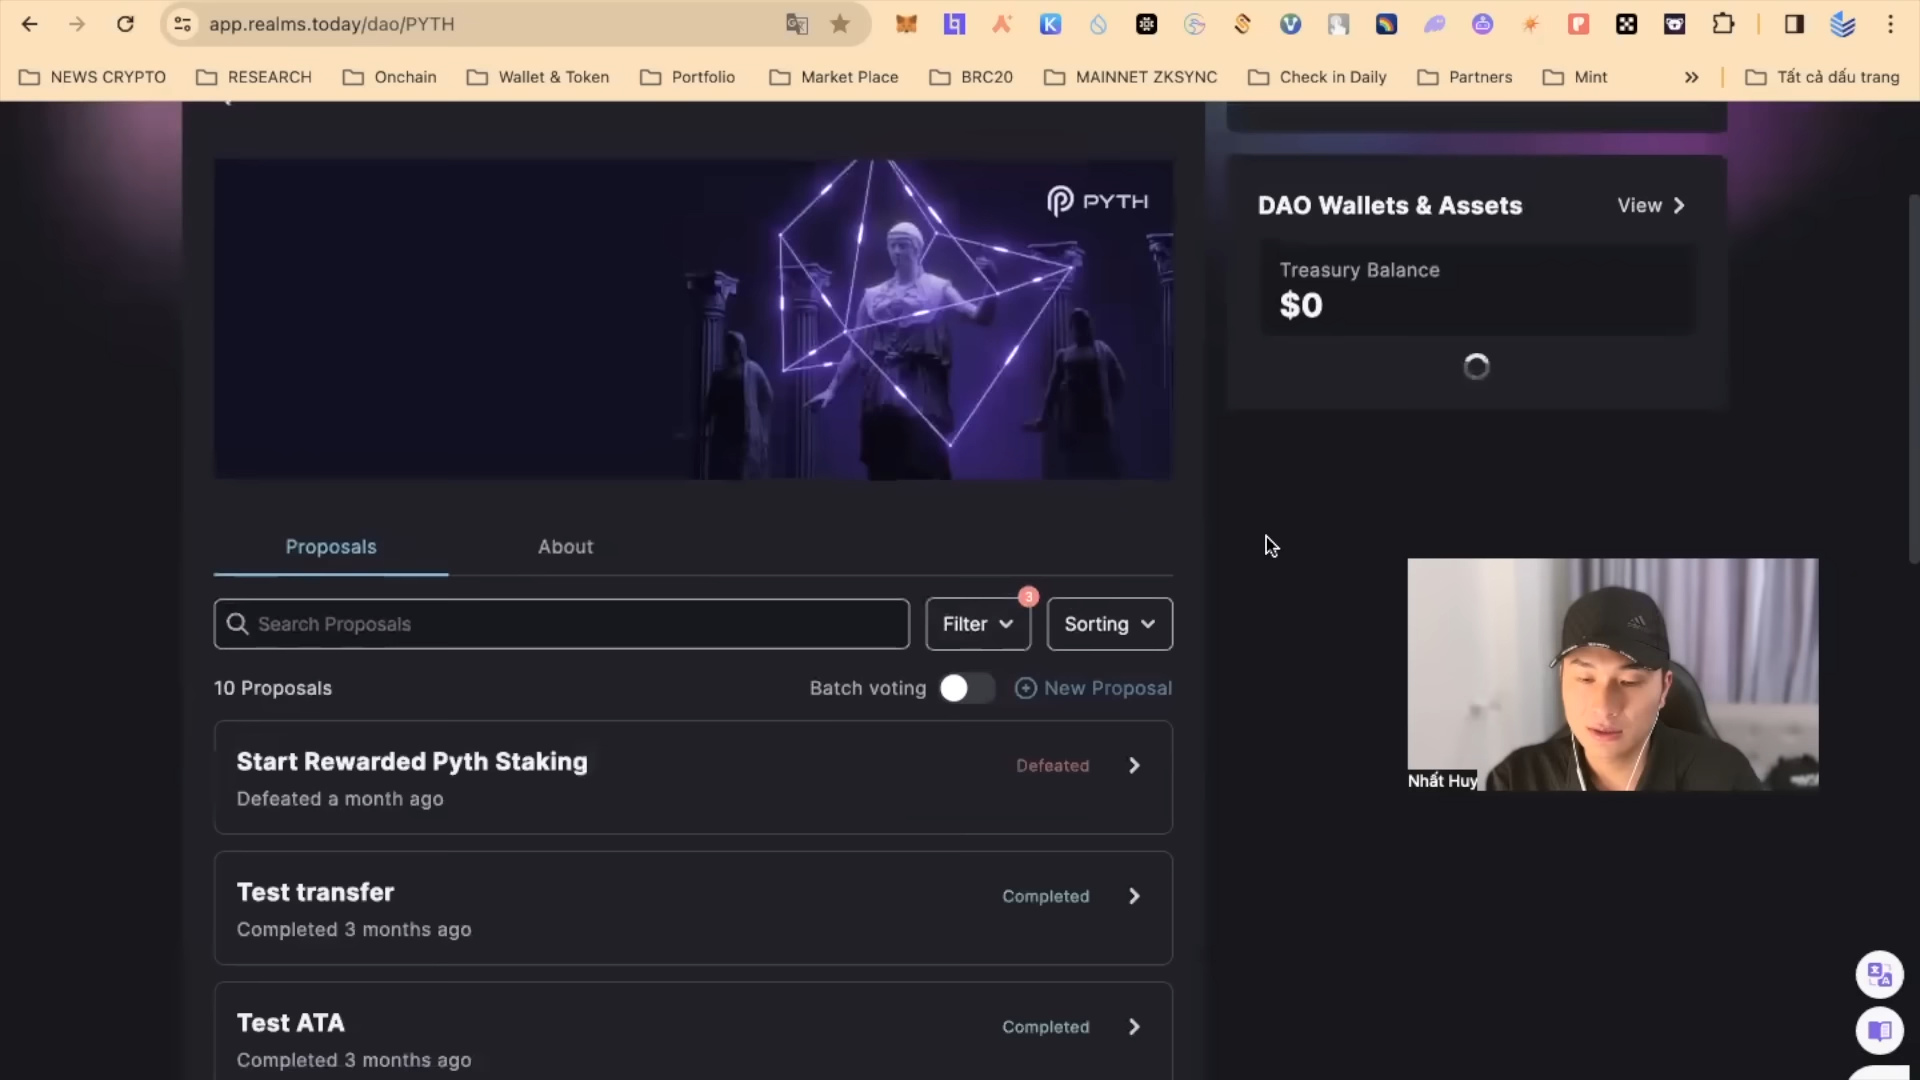 app.realms.today/dao/PYTH
NEWS CRYPTO
RESEARCH
Onchain
Wallet & Token
Portfolio
Market Place
BRC20
MAINNET ZKSYNC
Check in Daily
Partners
Mint
Tất cả dấu trang
PYTH
DAO Wallets & Assets
View
Treasury Balance
$0
Proposals
About
Search Proposals
Filter
3
Sorting
10 Proposals
Batch voting
New Proposal
Start Rewarded Pyth Staking
Defeated
Defeated a month ago
Test transfer
Completed
Completed 3 months ago
Test ATA
Completed
Completed 3 months ago
Nhất Huy